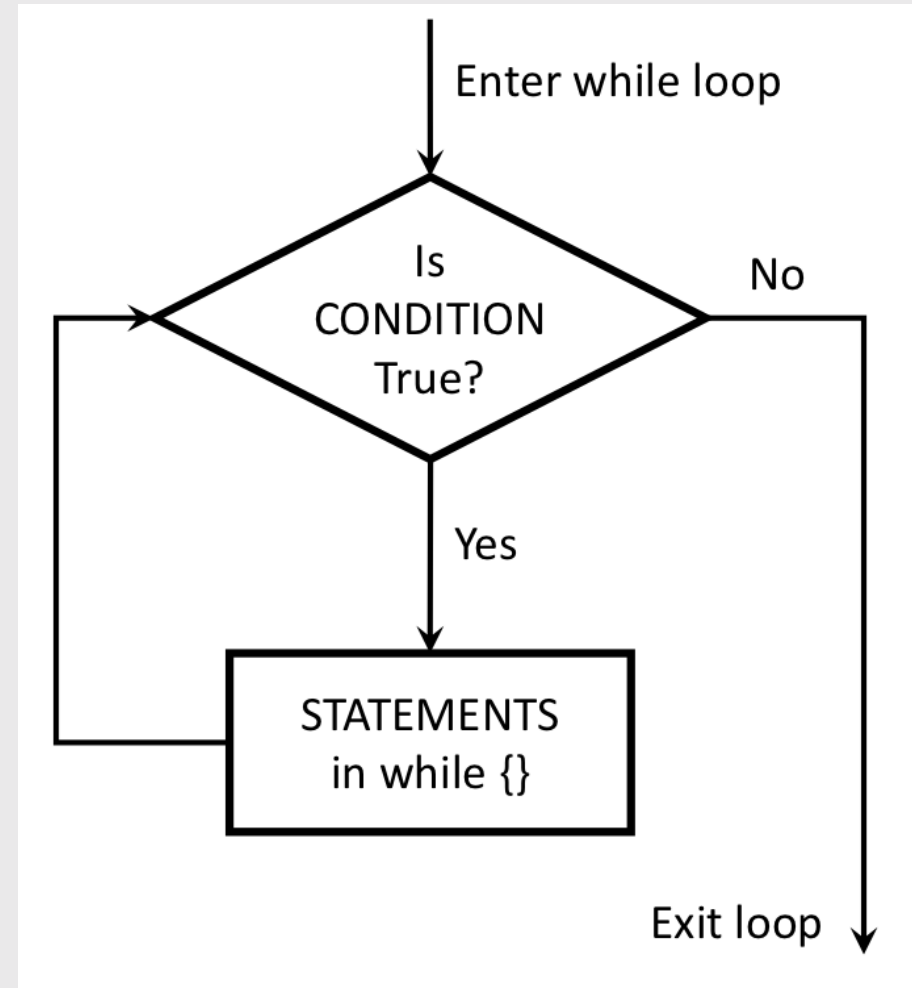 Enter while loop
Is
CONDITION
True?
No
Yes
STATEMENTS
in while {}
Exit loop